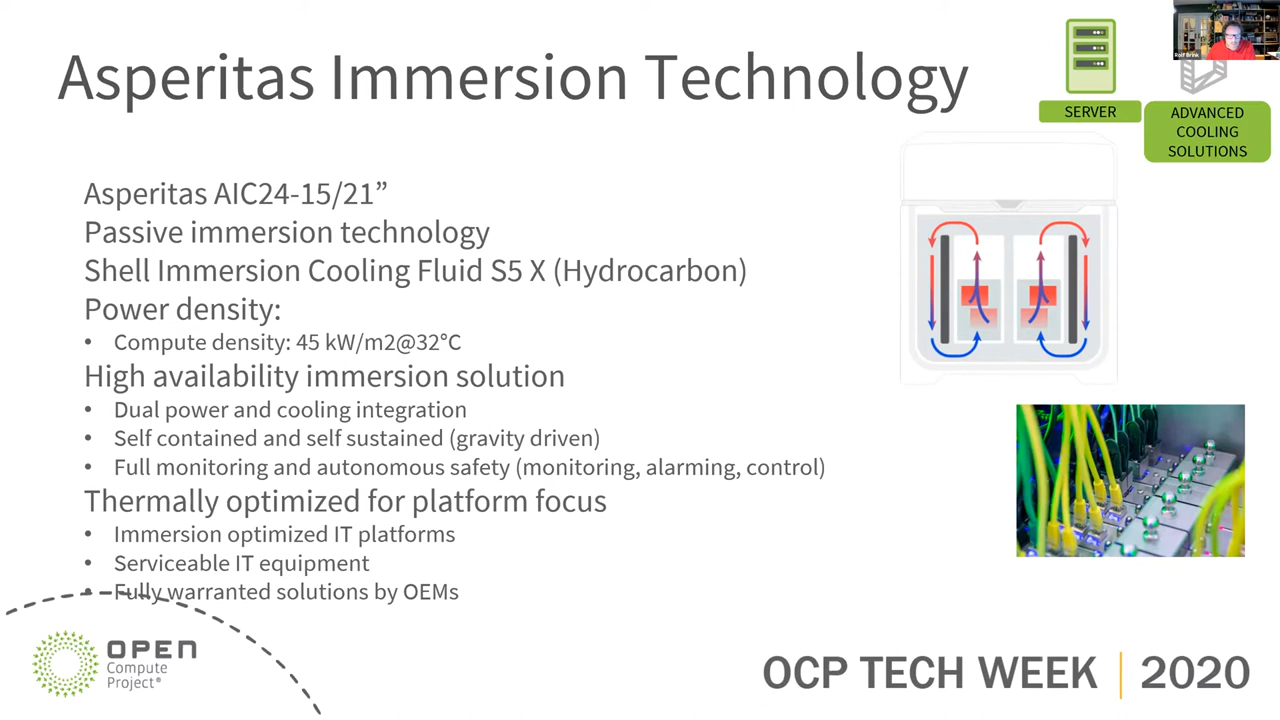 Asperitas Immersion Technology
Rolf Brink
SERVER
ADVANCED
COOLING
SOLUTIONS
Asperitas AIC24-15/21”
Passive immersion technology
Shell Immersion Cooling Fluid S5 X (Hydrocarbon)
Power density:
• Compute density: 45 kW/m2@32°C
High availability immersion solution
• Dual power and cooling integration
• Self contained and self sustained (gravity driven)
• Full monitoring and autonomous safety (monitoring, alarming, control)
Thermally optimized for platform focus
• Immersion optimized IT platforms
• Serviceable IT equipment
• Fully warranted solutions by OEMs
OPEN
Compute
Project®
OCP TECH WEEK | 2020